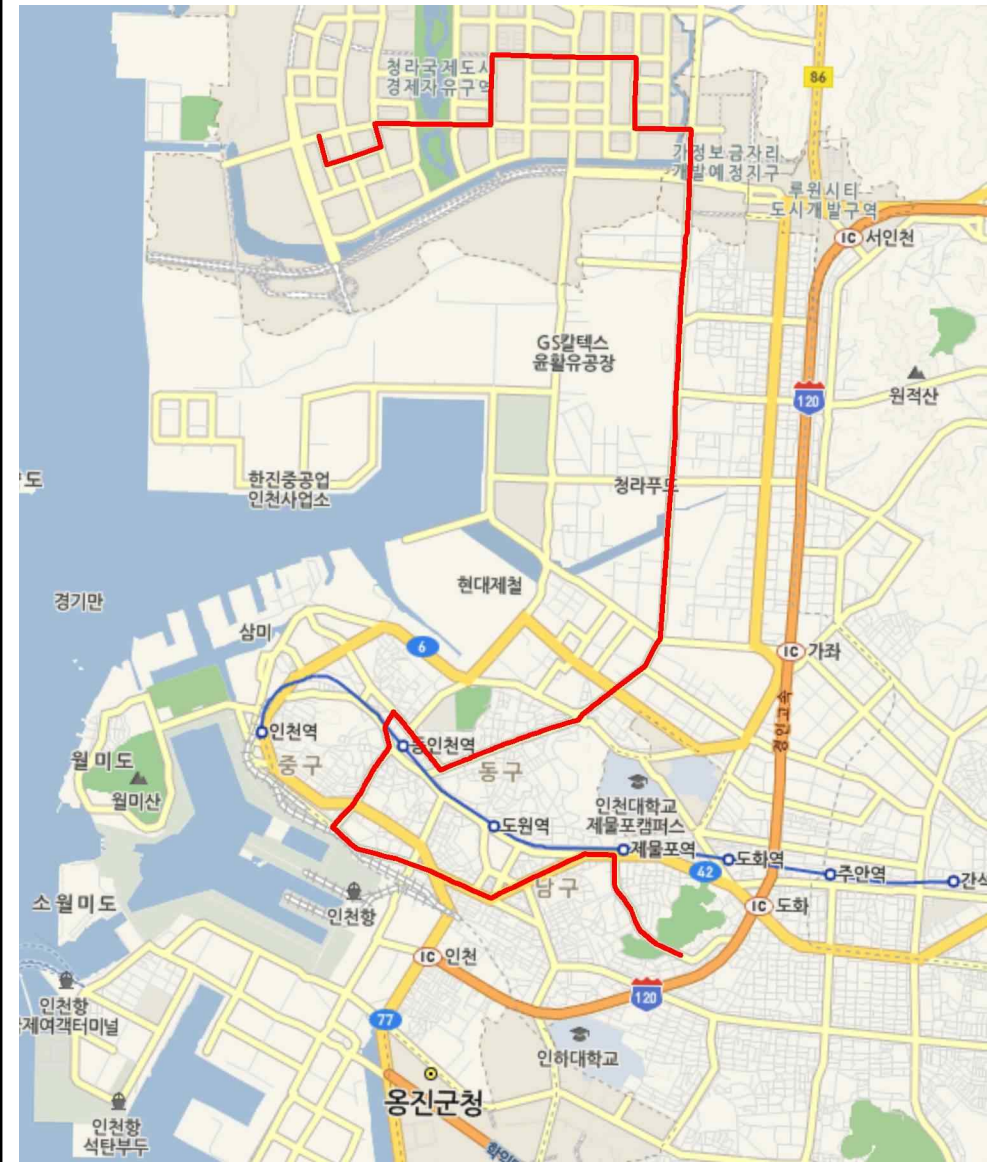 청라국제도시
경제자유구역
86
가정보금자리
개발예정지구
루원시티
도시개발구역
IC 서인천
GS칼텍스
윤활유공장
120
원적산
한진중공업
인천사업소
청라푸드
도
현대제철
경기만
삼미
6
IC 가좌
경인고속
인천역
동인천역
중구
동구
월미도
월미산
인천대학교
제물포캠퍼스
도원역
제물포역
도화역
42
주안역
간석
남구
소월미도
인천항
IC 도화
IC 인천
120
인천항
제여객터미널
77
인하대학교
옹진군청
인천항
석탄부두